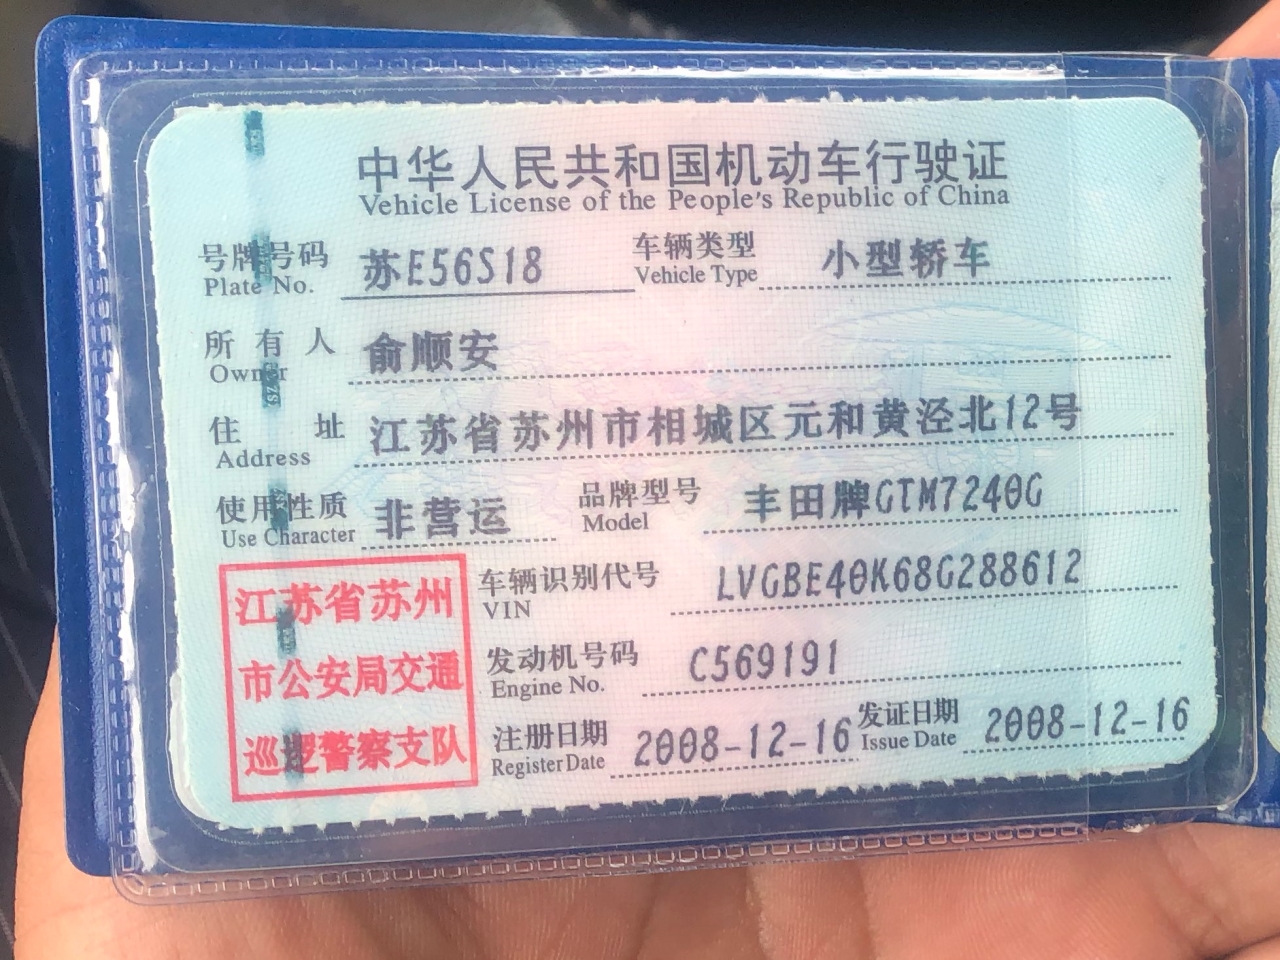 中华人民共和国机动车行驶证
Vehicle License of the People's Republic of China
号牌号码 苏E56S18 车辆类型 小型轿车
Plate No. Vehicle Type
所有人 俞顺安
Owner
住址 江苏省苏州市相城区元和黄泾北12号
Address
使用性质 非营运 品牌型号 丰田牌GTM7240G
Use Character Model
江苏省苏州
市公安局交通
巡逻警察支队
车辆识别代号 LVGBE40K68G288612
VIN
发动机号码 C569191
Engine No.
注册日期 2008-12-16 发证日期 2008-12-16
Register Date Issue Date